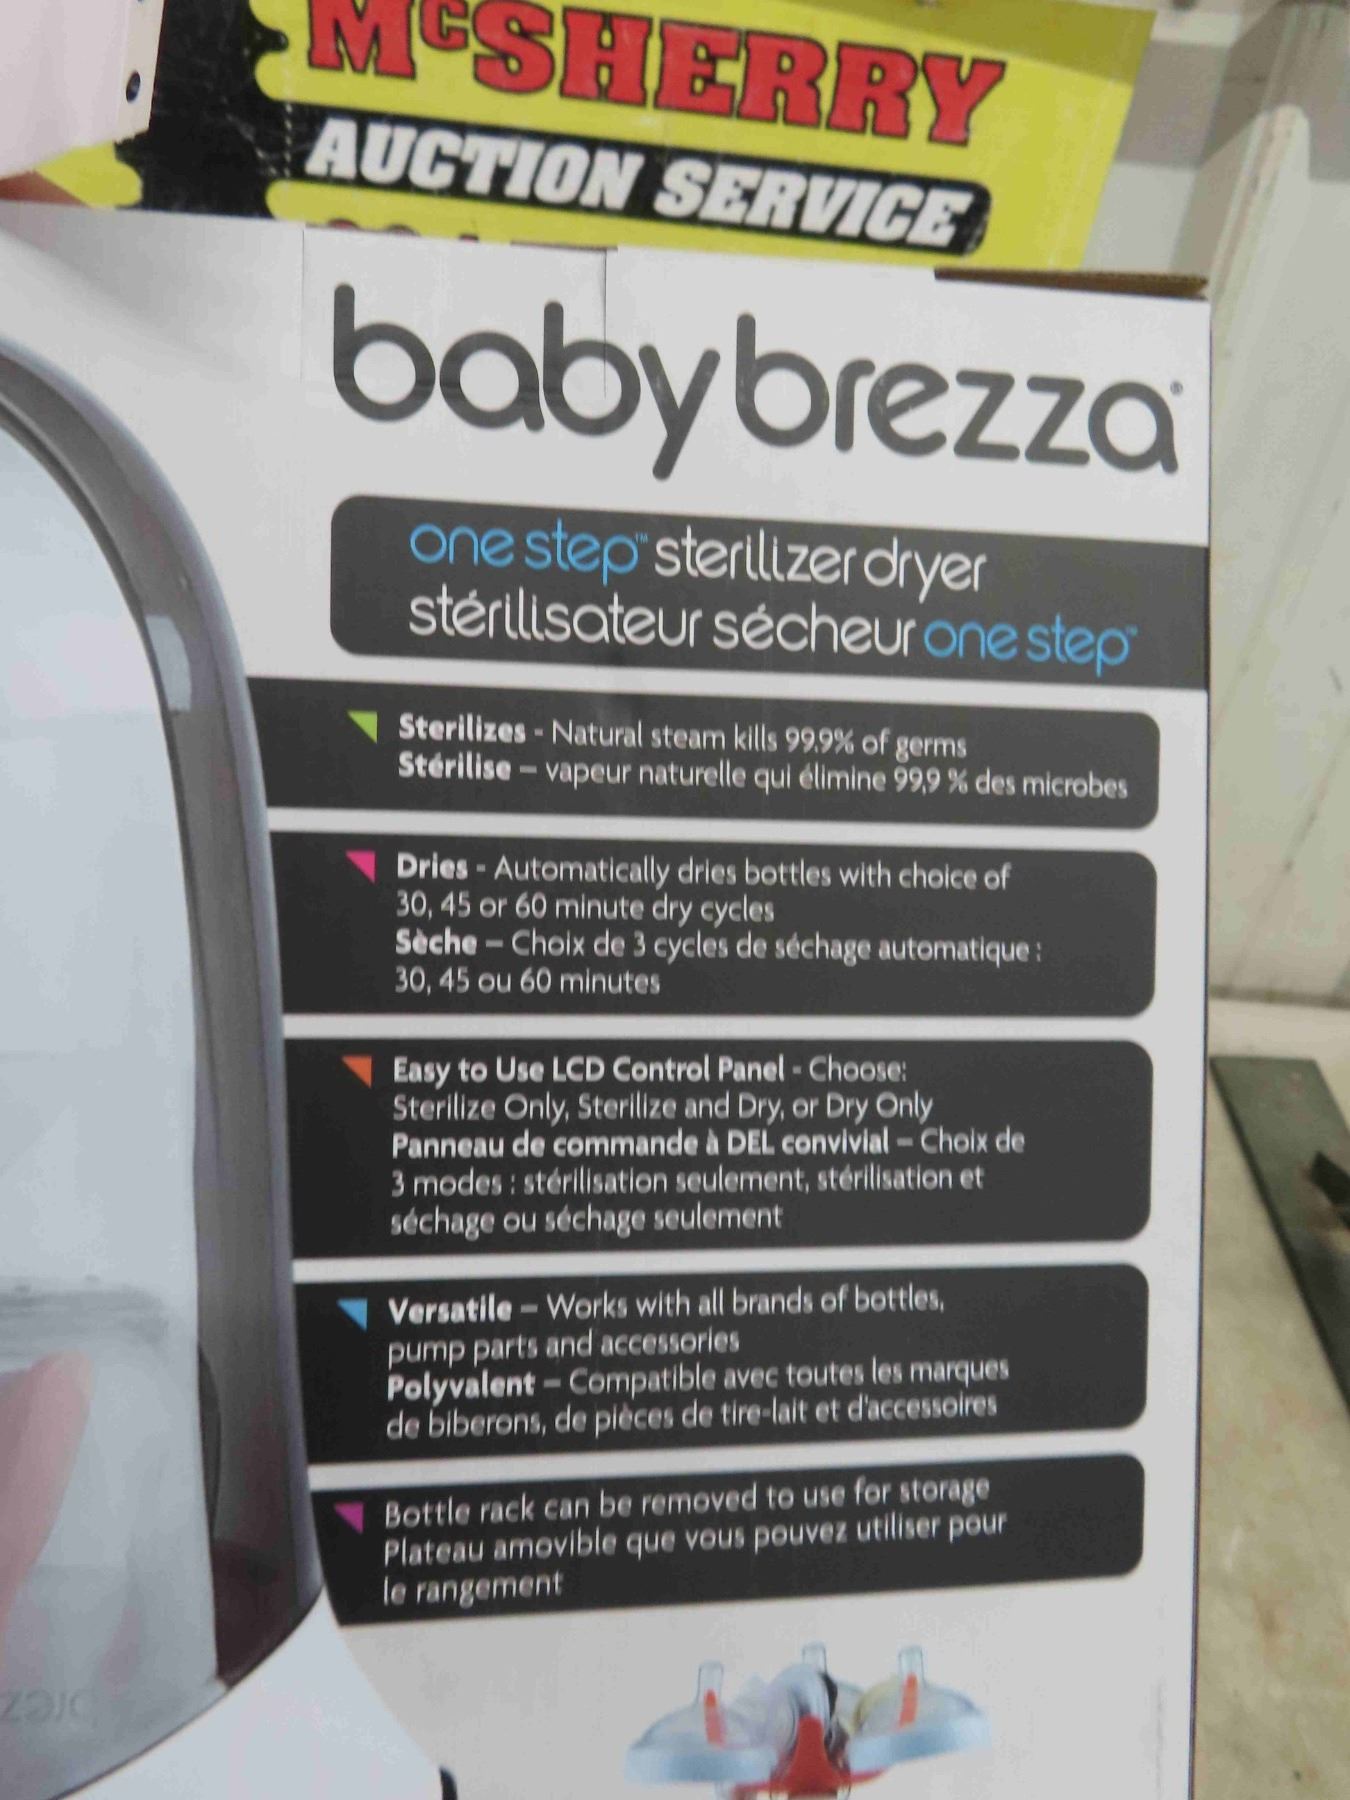 McSHERRY
AUCTION SERVICE
baby brezza®
one step™ sterilizer dryer
stérilisateur sécheur one step™
Sterilizes - Natural steam kills 99.9% of germs
Stérilise – vapeur naturelle qui élimine 99,9 % des microbes
Dries - Automatically dries bottles with choice of
30, 45 or 60 minute dry cycles
Sèche – Choix de 3 cycles de séchage automatique :
30, 45 ou 60 minutes
Easy to Use LCD Control Panel - Choose:
Sterilize Only, Sterilize and Dry, or Dry Only
Panneau de commande à DEL convivial – Choix de
3 modes : stérilisation seulement, stérilisation et
séchage ou séchage seulement
Versatile – Works with all brands of bottles,
pump parts and accessories
Polyvalent – Compatible avec toutes les marques
de biberons, de pièces de tire-lait et d'accessoires
Bottle rack can be removed to use for storage
Plateau amovible que vous pouvez utiliser pour
le rangement